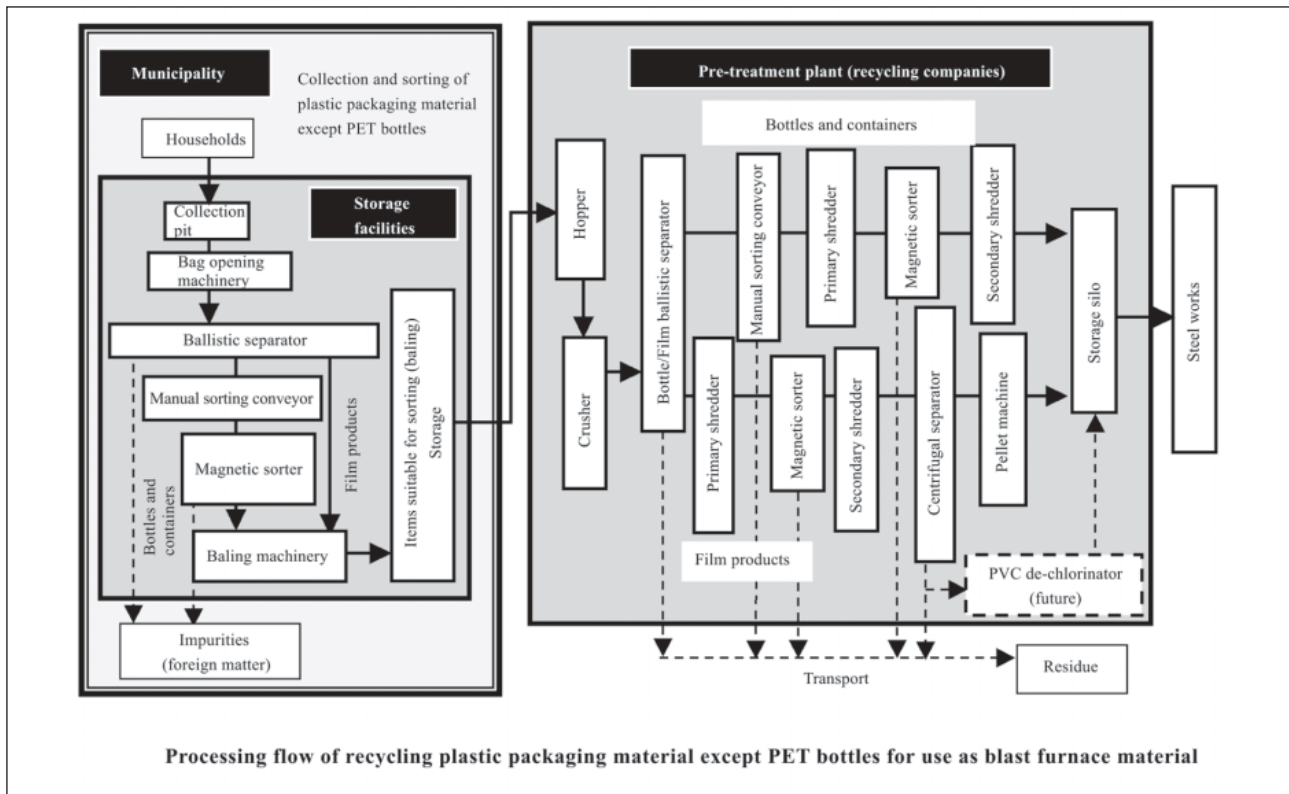 Municipality
Collection and sorting of
plastic packaging material
except PET bottles
Households
Storage
facilities
Collection
pit
Bag opening
machinery
Ballistic separator
Manual sorting conveyor
Magnetic sorter
Baling machinery
Bottles and
containers
Film products
Items suitable for sorting (baling)
Storage
Impurities
(foreign matter)
Pre-treatment plant (recycling companies)
Bottles and containers
Hopper
Crusher
Bottle/Film ballistic separator
Manual sorting conveyor
Primary shredder
Magnetic sorter
Secondary shredder
Primary shredder
Magnetic sorter
Secondary shredder
Centrifugal separator
Pellet machine
Storage silo
Steel works
Film products
PVC de-chlorinator
(future)
Transport
Residue
Processing flow of recycling plastic packaging material except PET bottles for use as blast furnace material